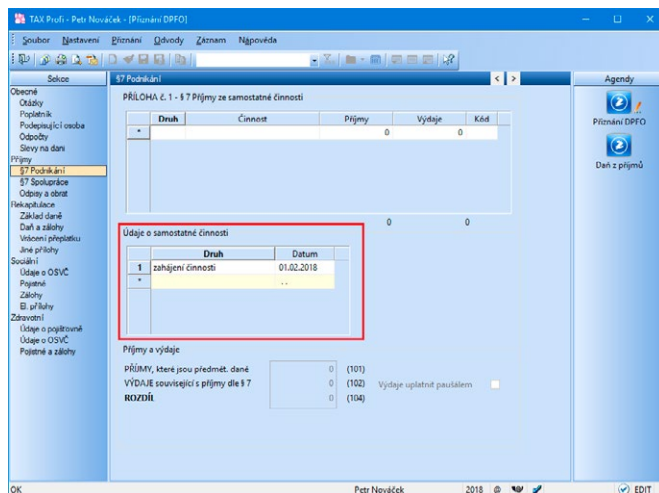 TAX Profi - Petr Nováček - [Přiznání DPFO]
Soubor Nastavení Přiznání Odvody Záznam Nápověda
Sekce
§7 Podnikání
< >
Agendy
Obecné
Otázky
Poplatník
Podepisující osoba
Odpočty
Slevy na dani
Příjmy
§7 Podnikání
§7 Spolupráce
Odpisy a obrat
Rekapitulace
Základ daně
Daň a zálohy
Vrácení přeplatku
Jiné přílohy
Sociální
Údaje o OSVČ
Pojistné
Zálohy
El. přílohy
Zdravotní
Údaje o pojišťovně
Údaje o OSVČ
Pojistné a zálohy
PŘÍLOHA č. 1 - § 7 Příjmy ze samostatné činnosti
Druh Činnost Příjmy Výdaje Kód
* 0 0
0 0
Údaje o samostatné činnosti
Druh Datum
1 zahájení činnosti 01.02.2018
* . .
Příjmy a výdaje
PŘÍJMY, které jsou předmět. daně 0 (101)
VÝDAJE související s příjmy dle § 7 0 (102) Výdaje uplatnit paušálem
ROZDÍL 0 (104)
Přiznání DPFO
Daň z příjmů
OK Petr Nováček 2018 @ EDIT